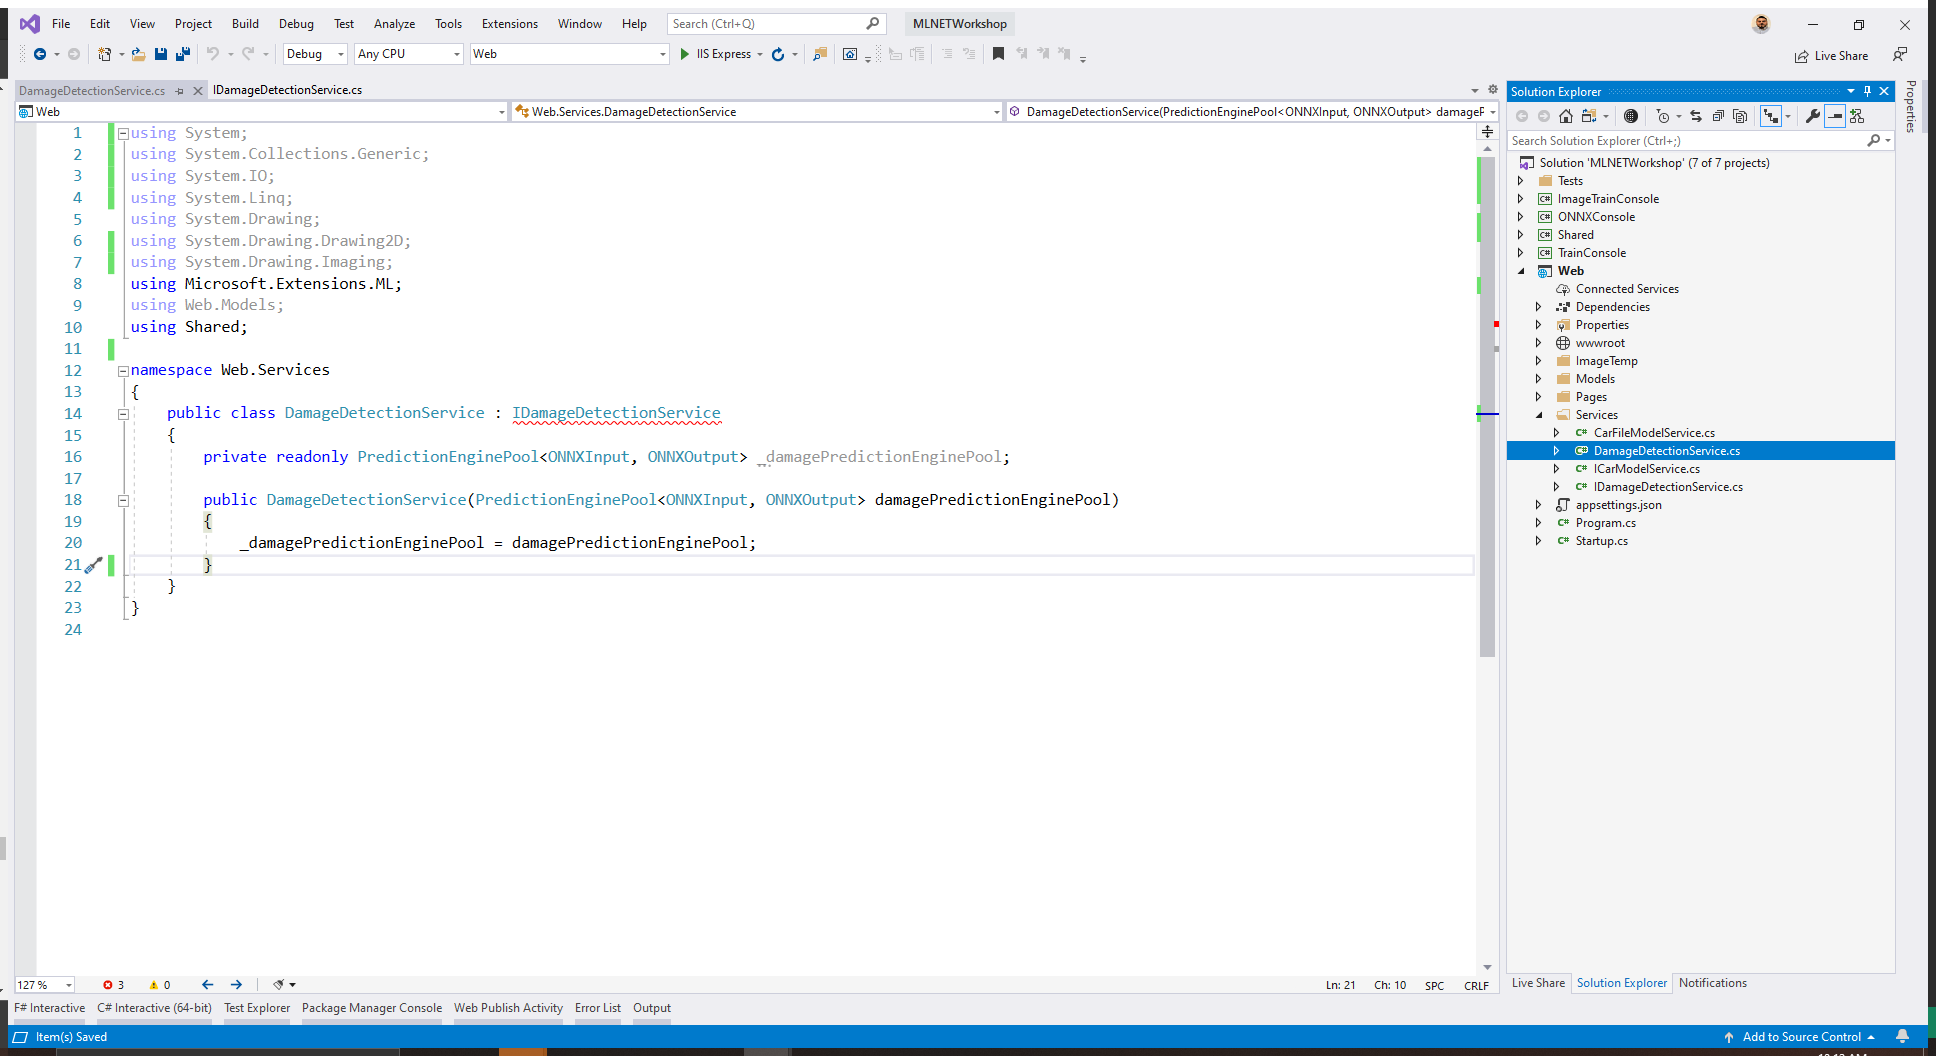 File Edit View Project Build Debug Test Analyze Tools Extensions Window Help Search (Ctrl+Q) MLNETWorkshop
Debug Any CPU Web IIS Express Live Share
DamageDetectionService.cs IDamageDetectionService.cs
Web Web.Services.DamageDetectionService DamageDetectionService(PredictionEnginePool<ONNXInput, ONNXOutput> damageP
1 using System;
2 using System.Collections.Generic;
3 using System.IO;
4 using System.Linq;
5 using System.Drawing;
6 using System.Drawing.Drawing2D;
7 using System.Drawing.Imaging;
8 using Microsoft.Extensions.ML;
9 using Web.Models;
10 using Shared;
11
12 namespace Web.Services
13 {
14 public class DamageDetectionService : IDamageDetectionService
15 {
16 private readonly PredictionEnginePool<ONNXInput, ONNXOutput> _damagePredictionEnginePool;
17
18 public DamageDetectionService(PredictionEnginePool<ONNXInput, ONNXOutput> damagePredictionEnginePool)
19 {
20 _damagePredictionEnginePool = damagePredictionEnginePool;
21 }
22 }
23 }
24
127 % 3 0 Ln: 21 Ch: 10 SPC CRLF
F# Interactive C# Interactive (64-bit) Test Explorer Package Manager Console Web Publish Activity Error List Output
Solution Explorer
Search Solution Explorer (Ctrl+;)
Solution 'MLNETWorkshop' (7 of 7 projects)
Tests
C# ImageTrainConsole
C# ONNXConsole
C# Shared
C# TrainConsole
Web
Connected Services
Dependencies
Properties
wwwroot
ImageTemp
Models
Pages
Services
C# CarFileModelService.cs
C# DamageDetectionService.cs
C# ICarModelService.cs
C# IDamageDetectionService.cs
appsettings.json
C# Program.cs
C# Startup.cs
Live Share Solution Explorer Notifications
Properties
Item(s) Saved Add to Source Control